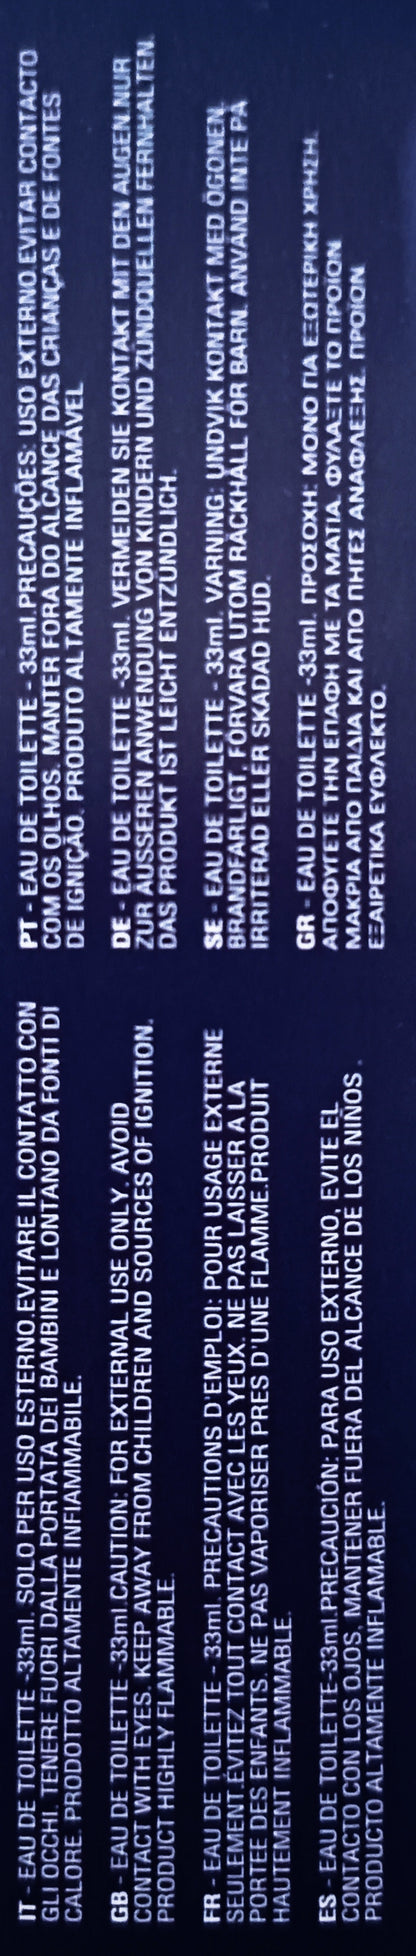 IT - EAU DE TOILETTE -33ml. SOLO PER USO ESTERNO.EVITARE IL CONTATTO CON
GLI OCCHI. TENERE FUORI DALLA PORTATA DEI BAMBINI E LONTANO DA FONTI DI
CALORE. PRODOTTO ALTAMENTE INFIAMMABILE.
GB - EAU DE TOILETTE -33ml.CAUTION: FOR EXTERNAL USE ONLY. AVOID
CONTACT WITH EYES. KEEP AWAY FROM CHILDREN AND SOURCES OF IGNITION.
PRODUCT HIGHLY FLAMMABLE.
FR - EAU DE TOILETTE - 33ml. PRECAUTIONS D'EMPLOI: POUR USAGE EXTERNE
SEULEMENT.EVITEZ TOUT CONTACT AVEC LES YEUX. NE PAS LAISSER A LA
PORTEE DES ENFANTS. NE PAS VAPORISER PRES D'UNE FLAMME.PRODUIT
HAUTEMENT INFLAMMABLE.
ES - EAU DE TOILETTE-33ml.PRECAUCIÓN: PARA USO EXTERNO, EVITE EL
CONTACTO CON LOS OJOS. MANTENER FUERA DEL ALCANCE DE LOS NIÑOS .
PRODUCTO ALTAMENTE INFLAMABLE.
PT - EAU DE TOILETTE - 33ml.PRECAUÇÕES: USO EXTERNO.EVITAR CONTACTO
COM OS OLHOS. MANTER FORA DO ALCANCE DAS CRIANÇAS E DE FONTES
DE IGNIÇÃO. PRODUTO ALTAMENTE INFLAMÁVEL
DE - EAU DE TOILETTE -33ml. VERMEIDEN SIE KONTAKT MIT DEN AUGEN.NUR
ZUR ÄUSSEREN ANWENDUNG VON KINDERN UND ZÜNDQUELLEN FERNHALTEN.
DAS PRODUKT IST LEICHT ENTZÜNDLICH.
SE - EAU DE TOILETTE - 33ml. VARNING: UNDVIK KONTAKT MED ÖGONEN.
BRANDFARLIGT. FÖRVARA UTOM RÄCKHÅLL FÖR BARN. ANVÄND INTE PÅ
IRRITERAD ELLER SKADAD HUD.
GR - EAU DE TOILETTE -33ml. ΠΡΟΣΟΧΗ: ΜΟΝΟ ΓΙΑ ΕΞΩΤΕΡΙΚΗ ΧΡΗΣΗ.
ΑΠΟΦΥΓΕΤΕ ΤΗΝ ΕΠΑΦΗ ΜΕ ΤΑ ΜΑΤΙΑ. ΦΥΛΑΞΤΕ ΤΟ ΠΡΟΪΟΝ
ΜΑΚΡΙΑ ΑΠΟ ΠΑΙΔΙΑ ΚΑΙ ΑΠΟ ΠΗΓΕΣ ΑΝΑΦΛΕΞΗΣ. ΠΡΟΪΟΝ
ΕΞΑΙΡΕΤΙΚΑ ΕΥΦΛΕΚΤΟ.